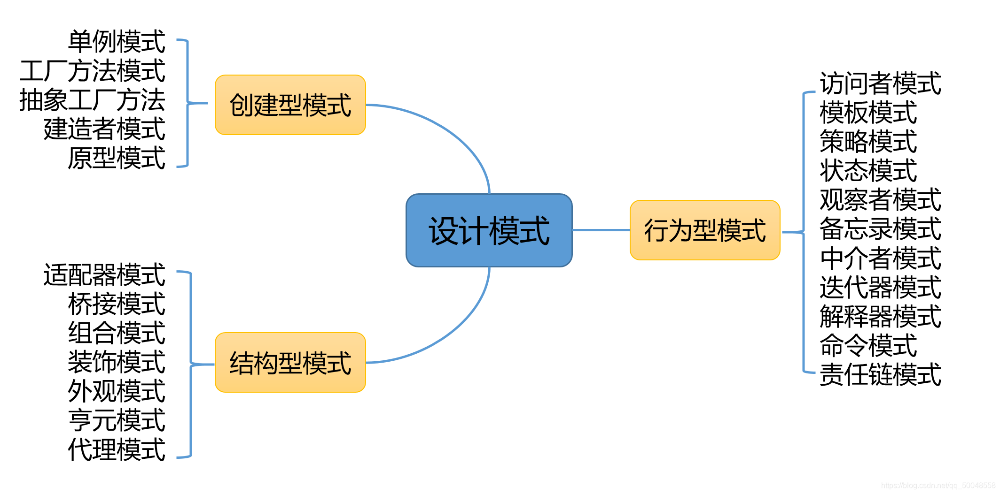 单例模式
工厂方法模式
抽象工厂方法
建造者模式
原型模式
创建型模式
设计模式
适配器模式
桥接模式
组合模式
装饰模式
外观模式
亨元模式
代理模式
结构型模式
行为型模式
访问者模式
模板模式
策略模式
状态模式
观察者模式
备忘录模式
中介者模式
迭代器模式
解释器模式
命令模式
责任链模式
https://blog.csdn.net/qq_50048558